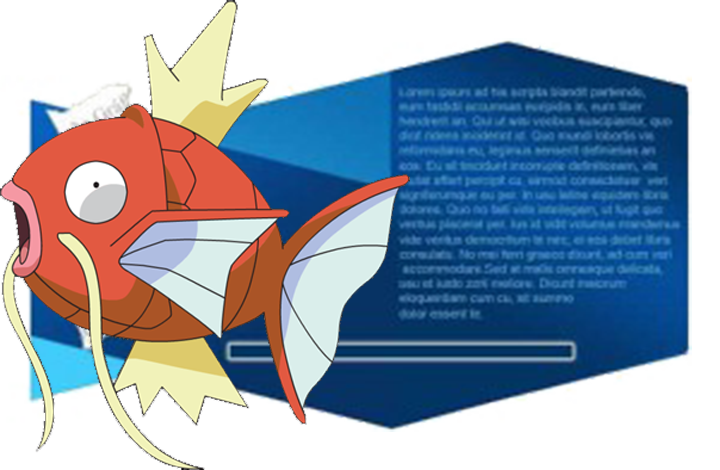 Lorem ipsum ad his scripta blandit partiendo,
eum fastidii accumsan euripidis in, eum liber
hendrerit an. Qui ut wisi vocibus suscipiantur, quo
dicit ridens inciderint id. Quo mundi lobortis
reformidans eu, legimus senserit definiebas an
eos. Eu sit tincidunt incorrupte definitionem, vis
affert percipit cu, eirmod consectetuer
signiferumque eu per. In usu latine equidem
dolores. Quo no falli viris intellegam, ut fugit quo
veritus placerat per. Ius id vidit volumus mandamus
vide veritus democritum te nec, ei eos debet libris
consulatu. No mei ferri graeco dicunt, ad cum veri
accommodare. Sed at malis omnesque delicata,
usu et iusto zzril meliore. Dicunt maiorum
eloquentiam cum cu, sit summo
dolor essent te.